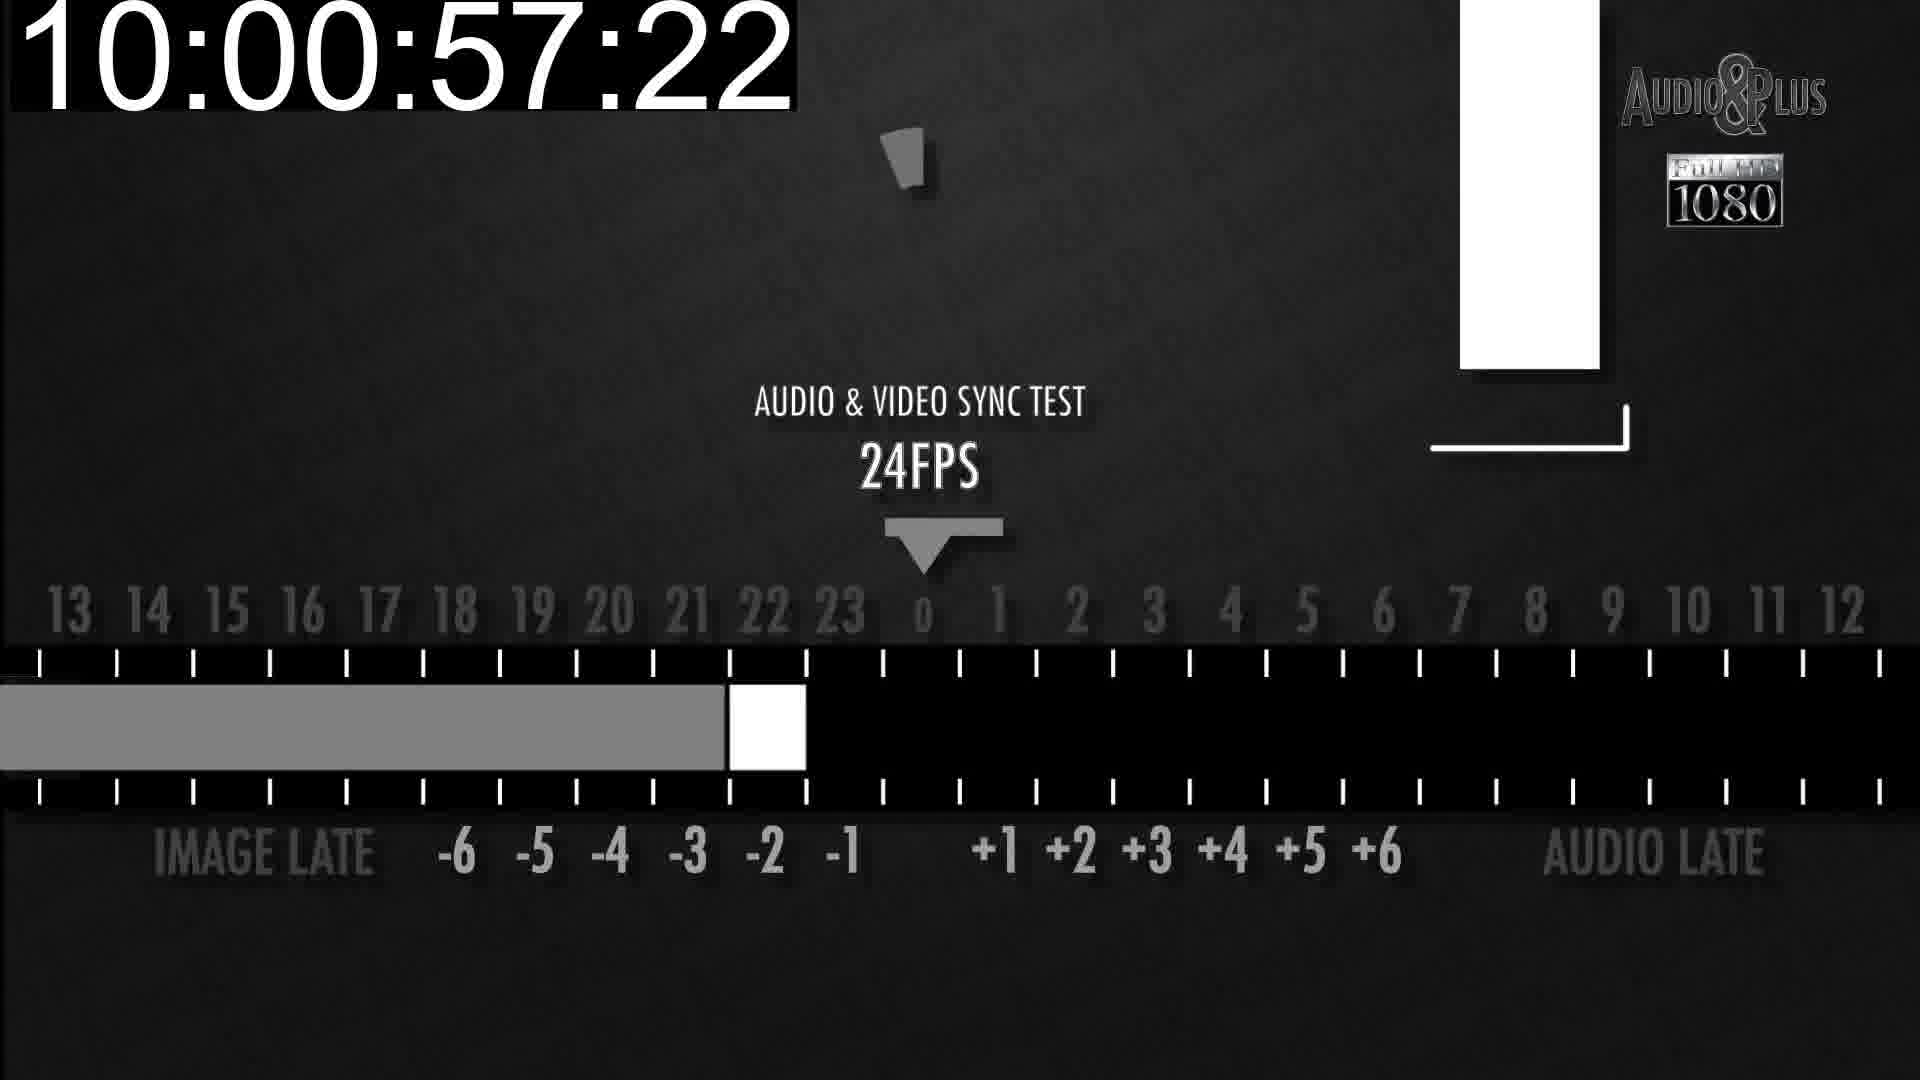 10:00:57:22
AUDIO & PLUS
Full HD
1080
AUDIO & VIDEO SYNC TEST
24FPS
13 14 15 16 17 18 19 20 21 22 23 0 1 2 3 4 5 6 7 8 9 10 11 12
IMAGE LATE -6 -5 -4 -3 -2 -1 +1 +2 +3 +4 +5 +6 AUDIO LATE